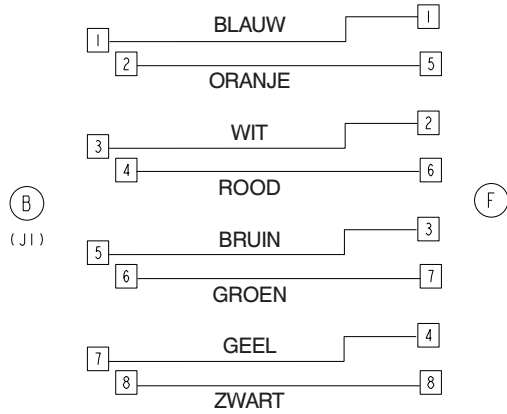 BLAUW 1
1
2 5
ORANJE
WIT 2
3
4 6
ROOD
B F
(J1)
BRUIN 3
5
6 7
GROEN
GEEL 4
7
8 8
ZWART